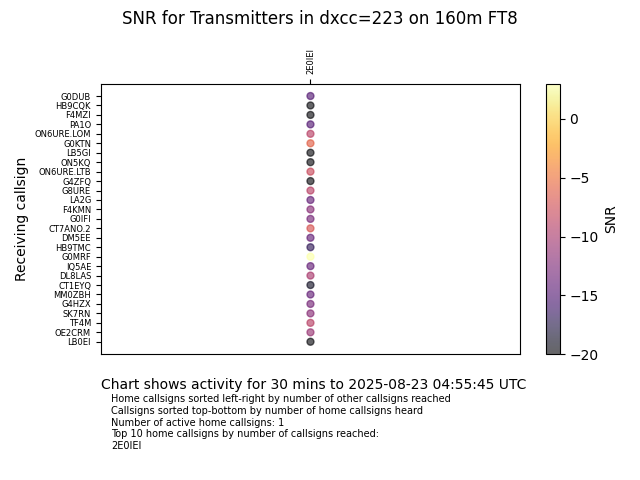 SNR for Transmitters in dxcc=223 on 160m FT8
2E0IEI
G0DUB
HB9CQK
F4MZI
PA1O
ON6URE.LOM
G0KTN
LB5GI
ON5KQ
ON6URE.LTB
G4ZFQ
G8URE
LA2G
F4KMN
G0IFI
CT7ANO.2
DM5EE
HB9TMC
G0MRF
IQ5AE
DL8LAS
CT1EYQ
MM0ZBH
G4HZX
SK7RN
TF4M
OE2CRM
LB0EI
Receiving callsign
0
−5
−10
−15
−20
SNR
Chart shows activity for 30 mins to 2025-08-23 04:55:45 UTC
Home callsigns sorted left-right by number of other callsigns reached
Callsigns sorted top-bottom by number of home callsigns heard
Number of active home callsigns: 1
Top 10 home callsigns by number of callsigns reached:
2E0IEI